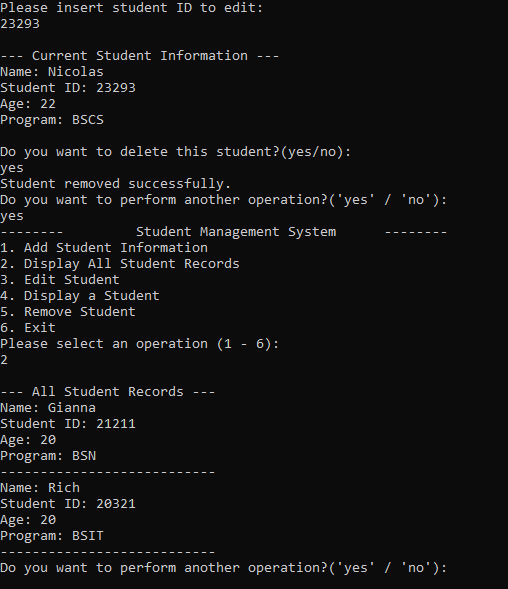 Please insert student ID to edit:
23293
--- Current Student Information ---
Name: Nicolas
Student ID: 23293
Age: 22
Program: BSCS
Do you want to delete this student?(yes/no):
yes
Student removed successfully.
Do you want to perform another operation?('yes' / 'no'):
yes
--------         Student Management System      --------
1. Add Student Information
2. Display All Student Records
3. Edit Student
4. Display a Student
5. Remove Student
6. Exit
Please select an operation (1 - 6):
2
--- All Student Records ---
Name: Gianna
Student ID: 21211
Age: 20
Program: BSN
---------------------------
Name: Rich
Student ID: 20321
Age: 20
Program: BSIT
---------------------------
Do you want to perform another operation?('yes' / 'no'):